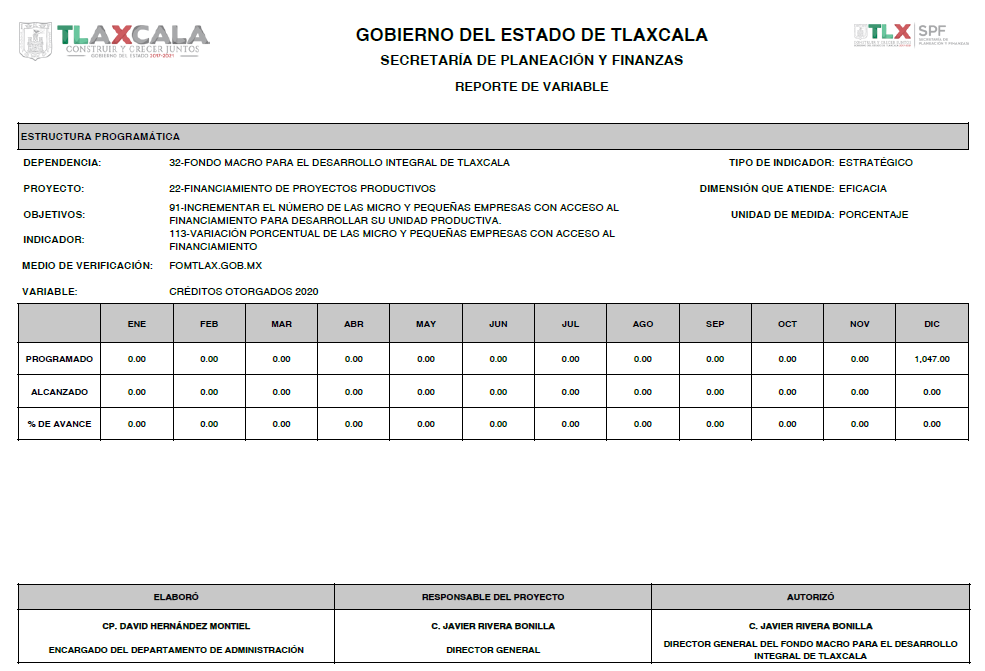 TLAXCALA
CONSTRUIR Y CRECER JUNTOS
GOBIERNO DEL ESTADO 2017-2021
GOBIERNO DEL ESTADO DE TLAXCALA
SECRETARÍA DE PLANEACIÓN Y FINANZAS
REPORTE DE VARIABLE
TLX SPF
ESTRUCTURA PROGRAMÁTICA
DEPENDENCIA: 32-FONDO MACRO PARA EL DESARROLLO INTEGRAL DE TLAXCALA TIPO DE INDICADOR: ESTRATÉGICO
PROYECTO: 22-FINANCIAMIENTO DE PROYECTOS PRODUCTIVOS DIMENSIÓN QUE ATIENDE: EFICACIA
OBJETIVOS: 91-INCREMENTAR EL NÚMERO DE LAS MICRO Y PEQUEÑAS EMPRESAS CON ACCESO AL
FINANCIAMIENTO PARA DESARROLLAR SU UNIDAD PRODUCTIVA. UNIDAD DE MEDIDA: PORCENTAJE
INDICADOR: 113-VARIACIÓN PORCENTUAL DE LAS MICRO Y PEQUEÑAS EMPRESAS CON ACCESO AL
FINANCIAMIENTO
MEDIO DE VERIFICACIÓN: FOMTLAX.GOB.MX
VARIABLE: CRÉDITOS OTORGADOS 2020
ENE FEB MAR ABR MAY JUN JUL AGO SEP OCT NOV DIC
PROGRAMADO 0.00 0.00 0.00 0.00 0.00 0.00 0.00 0.00 0.00 0.00 0.00 1,047.00
ALCANZADO 0.00 0.00 0.00 0.00 0.00 0.00 0.00 0.00 0.00 0.00 0.00 0.00
% DE AVANCE 0.00 0.00 0.00 0.00 0.00 0.00 0.00 0.00 0.00 0.00 0.00 0.00
ELABORÓ RESPONSABLE DEL PROYECTO AUTORIZÓ
CP. DAVID HERNÁNDEZ MONTIEL C. JAVIER RIVERA BONILLA C. JAVIER RIVERA BONILLA
ENCARGADO DEL DEPARTAMENTO DE ADMINISTRACIÓN DIRECTOR GENERAL DIRECTOR GENERAL DEL FONDO MACRO PARA EL DESARROLLO
INTEGRAL DE TLAXCALA